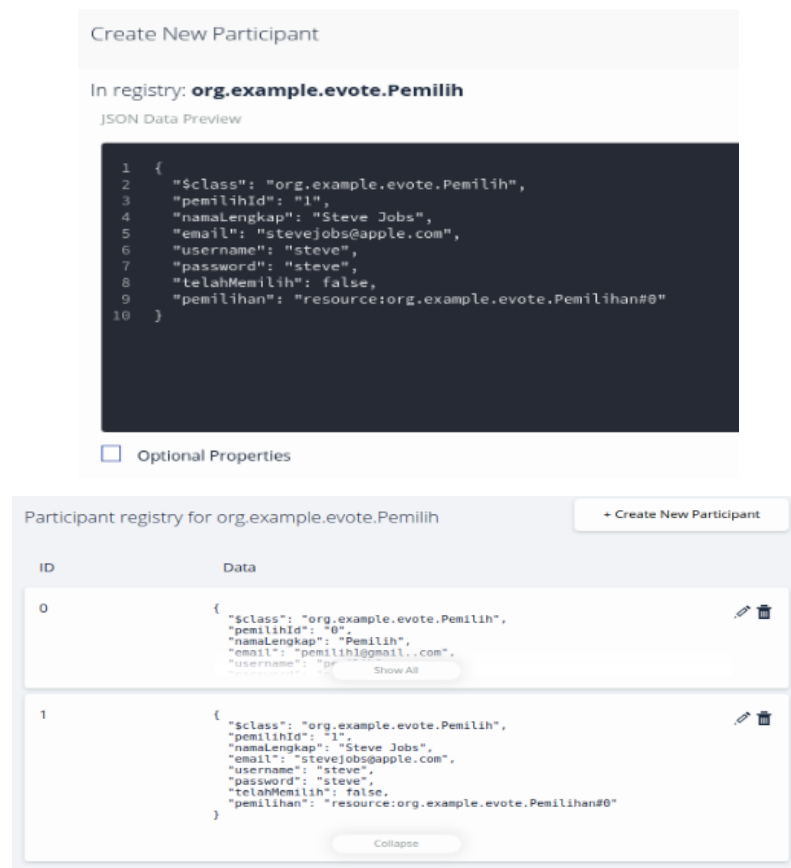 Create New Participant
In registry: org.example.evote.Pemilih
JSON Data Preview
1 {
2 "$class": "org.example.evote.Pemilih",
3 "pemilihId": "1",
4 "namaLengkap": "Steve Jobs",
5 "email": "stevejobs@apple.com",
6 "username": "steve",
7 "password": "steve",
8 "telahMemilih": false,
9 "pemilihan": "resource:org.example.evote.Pemilihan#0"
10 }
Optional Properties
Participant registry for org.example.evote.Pemilih
+ Create New Participant
ID Data
0 {
"$class": "org.example.evote.Pemilih",
"pemilihId": "0",
"namaLengkap": "Pemilih",
"email": "pemilih1@gmail..com",
"username":
Show All
1 {
"$class": "org.example.evote.Pemilih",
"pemilihId": "1",
"namaLengkap": "Steve Jobs",
"email": "stevejobs@apple.com",
"username": "steve",
"password": "steve",
"telahMemilih": false,
"pemilihan": "resource:org.example.evote.Pemilihan#0"
}
Collapse